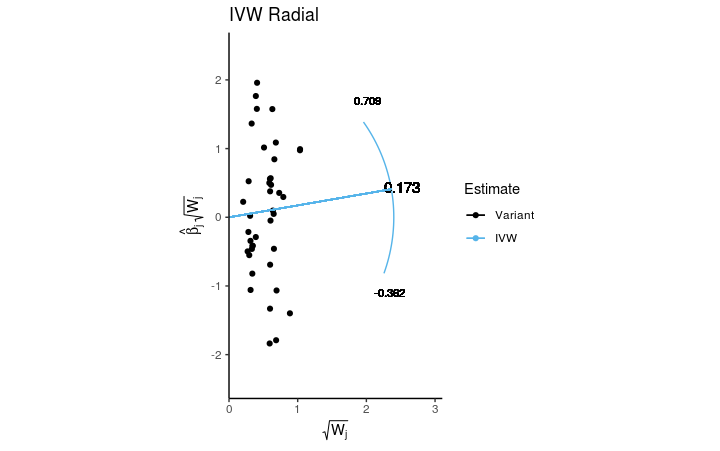 IVW Radial
2
1
0
-1
-2
β̂j√Wj
0.709
0.173
-0.362
0 1 2 3
√Wj
Estimate
Variant
IVW